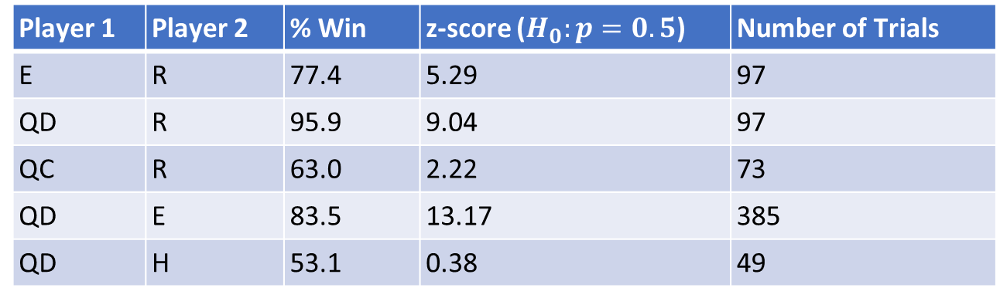 Player 1 Player 2 % Win z-score (H₀: p = 0.5) Number of Trials
E R 77.4 5.29 97
QD R 95.9 9.04 97
QC R 63.0 2.22 73
QD E 83.5 13.17 385
QD H 53.1 0.38 49